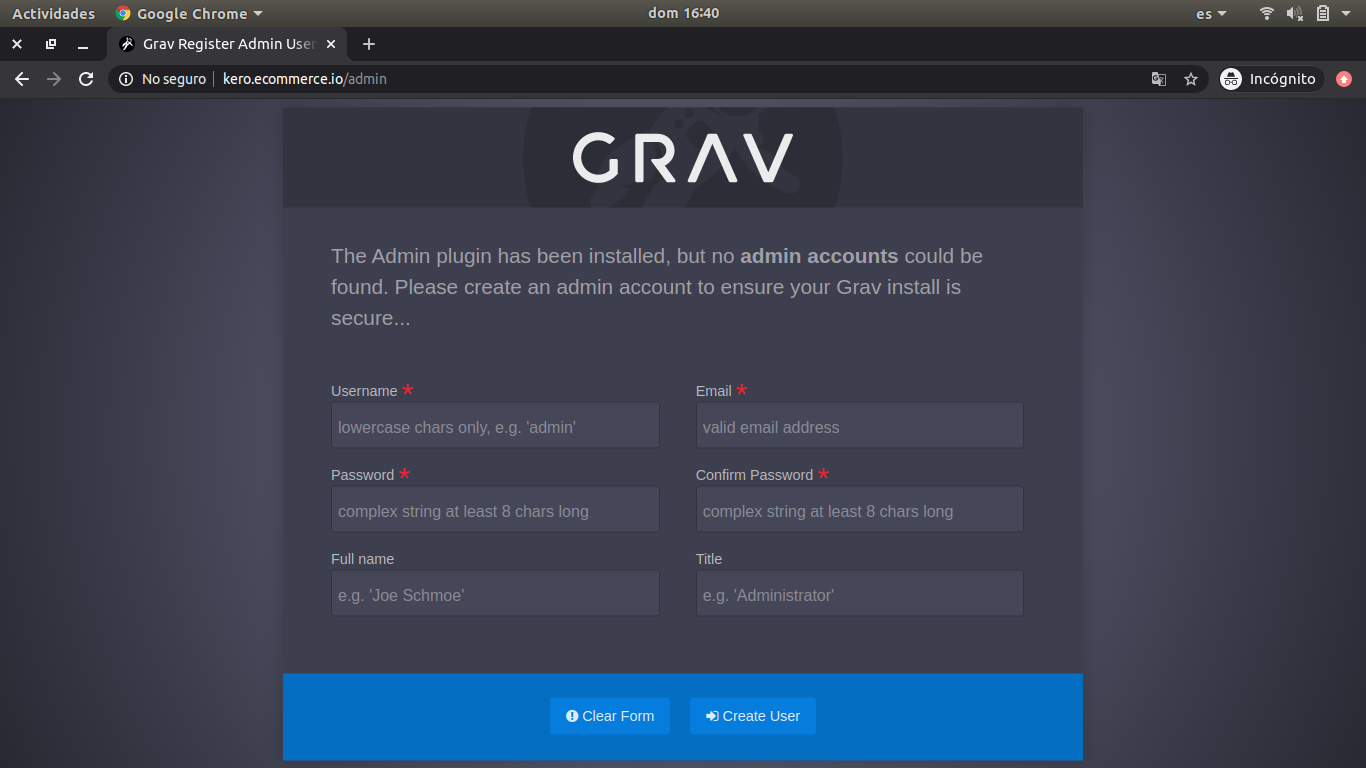 Actividades
Google Chrome
dom 16:40
es
Grav Register Admin User
No seguro
kero.ecommerce.io/admin
Incógnito
GRAV
The Admin plugin has been installed, but no admin accounts could be
found. Please create an admin account to ensure your Grav install is
secure...
Username *
Email *
lowercase chars only, e.g. 'admin'
valid email address
Password *
Confirm Password *
complex string at least 8 chars long
complex string at least 8 chars long
Full name
Title
e.g. 'Joe Schmoe'
e.g. 'Administrator'
Clear Form
Create User